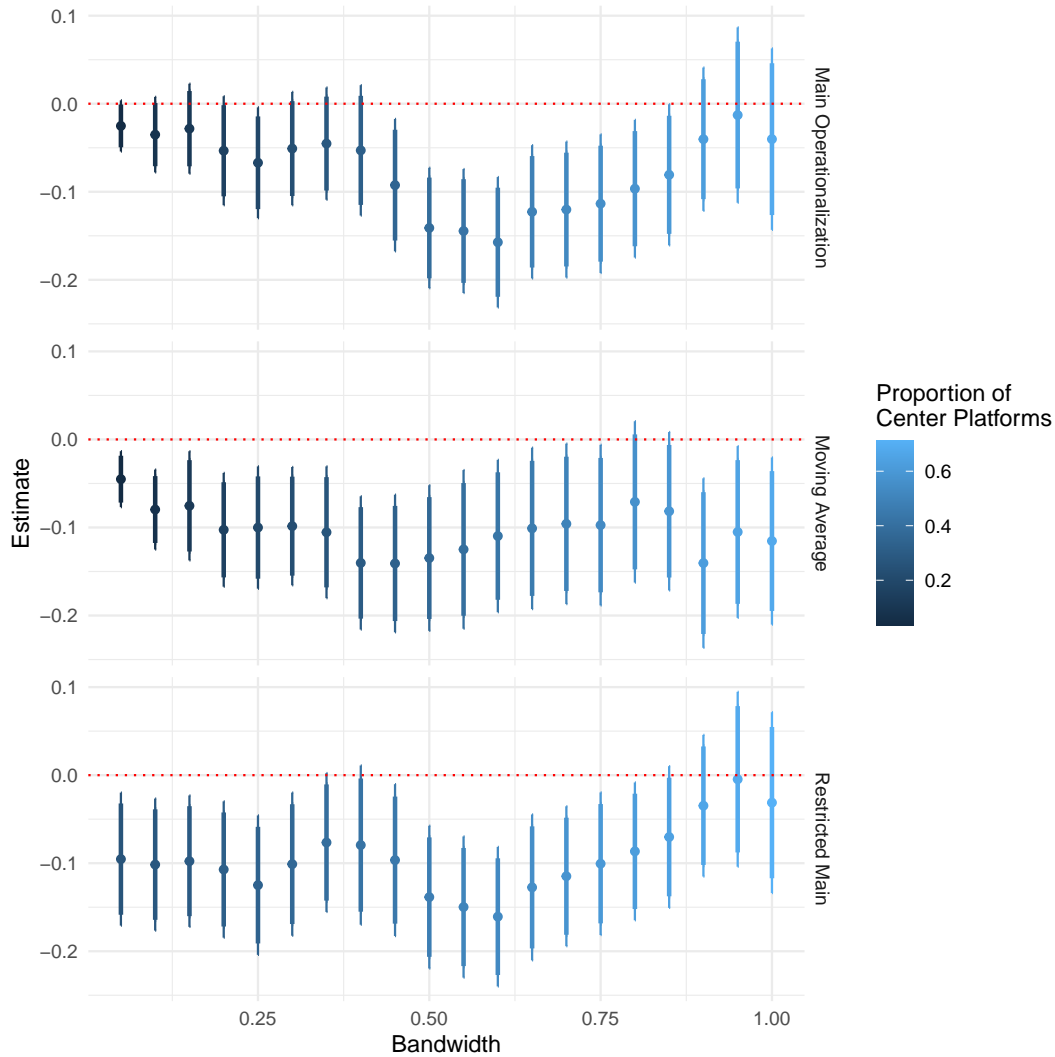 0.1
0.0
−0.1
−0.2
Main Operationalization
0.1
0.0
−0.1
−0.2
Moving Average
0.1
0.0
−0.1
−0.2
Restricted Main
Estimate
0.25
0.50
0.75
1.00
Bandwidth
Proportion of
Center Platforms
0.6
0.4
0.2